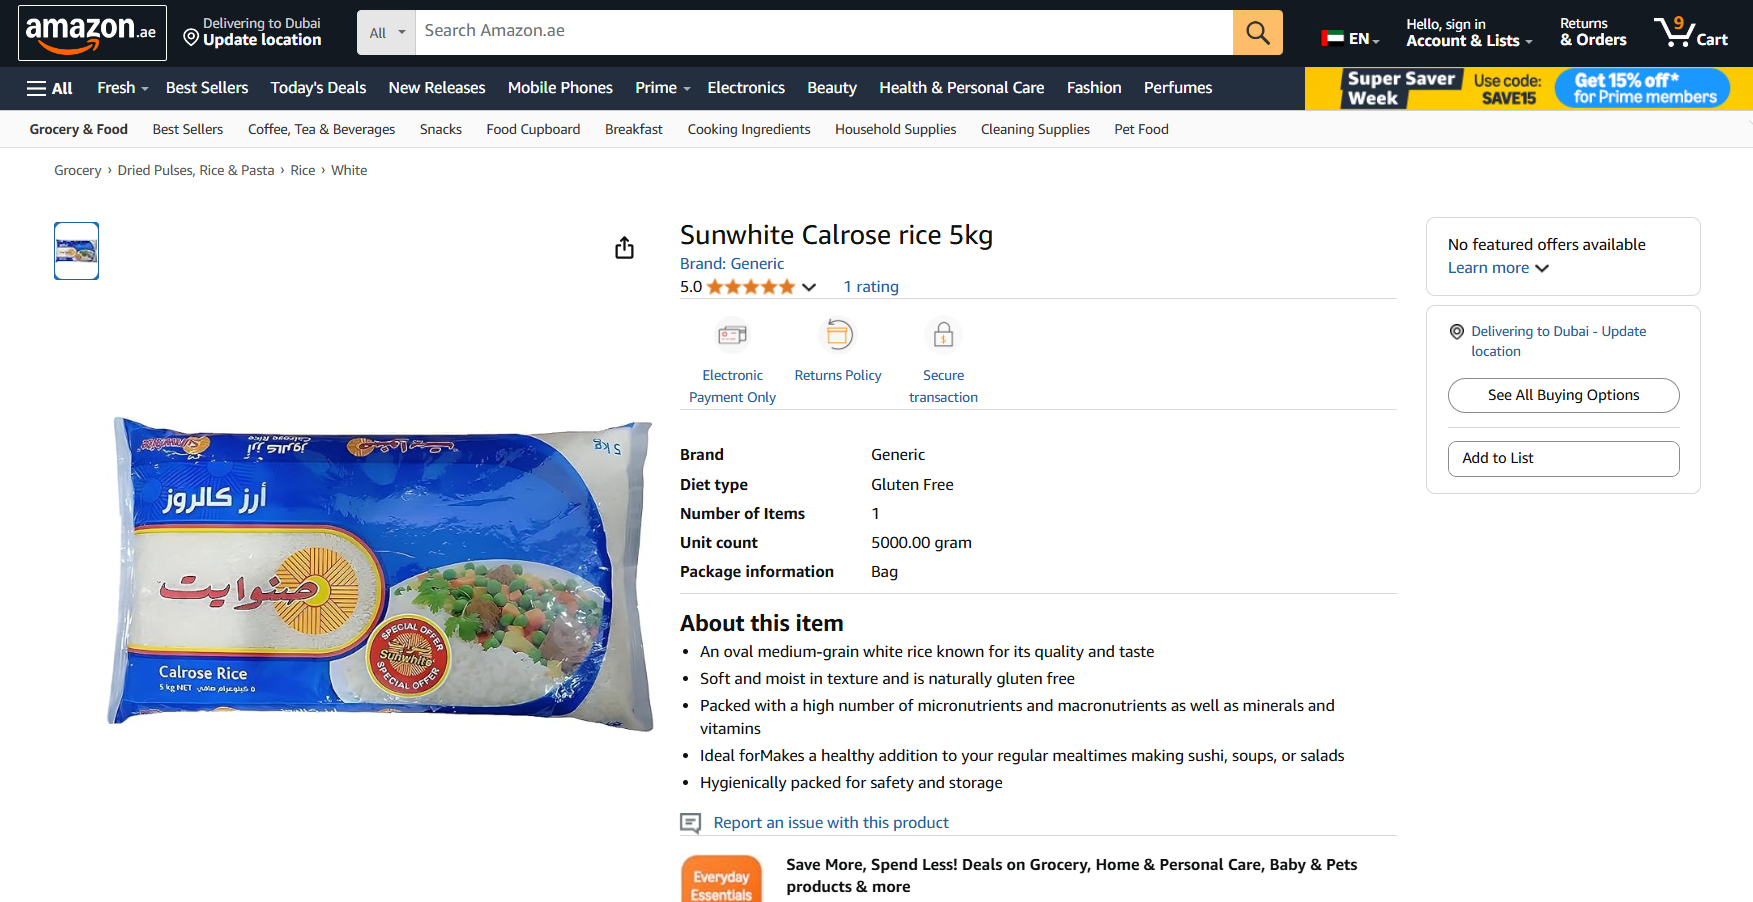 amazon.ae
Delivering to Dubai
Update location
All
Search Amazon.ae
EN
Hello, sign in
Account & Lists
Returns
& Orders
9
Cart
All
Fresh
Best Sellers
Today's Deals
New Releases
Mobile Phones
Prime
Electronics
Beauty
Health & Personal Care
Fashion
Perfumes
Super Saver
Week
Use code:
SAVE15
Get 15% off*
for Prime members
Grocery & Food
Best Sellers
Coffee, Tea & Beverages
Snacks
Food Cupboard
Breakfast
Cooking Ingredients
Household Supplies
Cleaning Supplies
Pet Food
Grocery › Dried Pulses, Rice & Pasta › Rice › White
5 kg
Calrose Rice
أرز كالروز
صنوايت
أرز كالروز
صنوايت
SPECIAL OFFER
Sunwhite
SPECIAL OFFER
Calrose Rice
5 kg NET ٥ كيلوغرام صافي
Sunwhite Calrose rice 5kg
Brand: Generic
5.0
1 rating
Electronic
Payment Only
Returns Policy
Secure
transaction
Brand Generic
Diet type Gluten Free
Number of Items 1
Unit count 5000.00 gram
Package information Bag
About this item
• An oval medium-grain white rice known for its quality and taste
• Soft and moist in texture and is naturally gluten free
• Packed with a high number of micronutrients and macronutrients as well as minerals and
vitamins
• Ideal forMakes a healthy addition to your regular mealtimes making sushi, soups, or salads
• Hygienically packed for safety and storage
Report an issue with this product
Everyday
Essentials
Save More, Spend Less! Deals on Grocery, Home & Personal Care, Baby & Pets
products & more
No featured offers available
Learn more
Delivering to Dubai - Update
location
See All Buying Options
Add to List